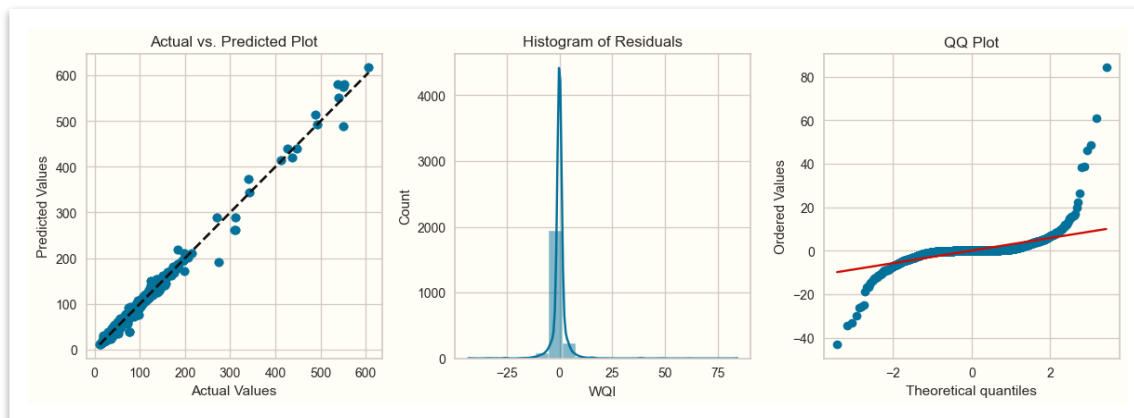 Actual vs. Predicted Plot
Predicted Values
600
500
400
300
200
100
0
0 100 200 300 400 500 600
Actual Values
Histogram of Residuals
Count
4000
3000
2000
1000
0
−25 0 25 50 75
WQI
QQ Plot
Ordered Values
80
60
40
20
0
−20
−40
−2 0 2
Theoretical quantiles